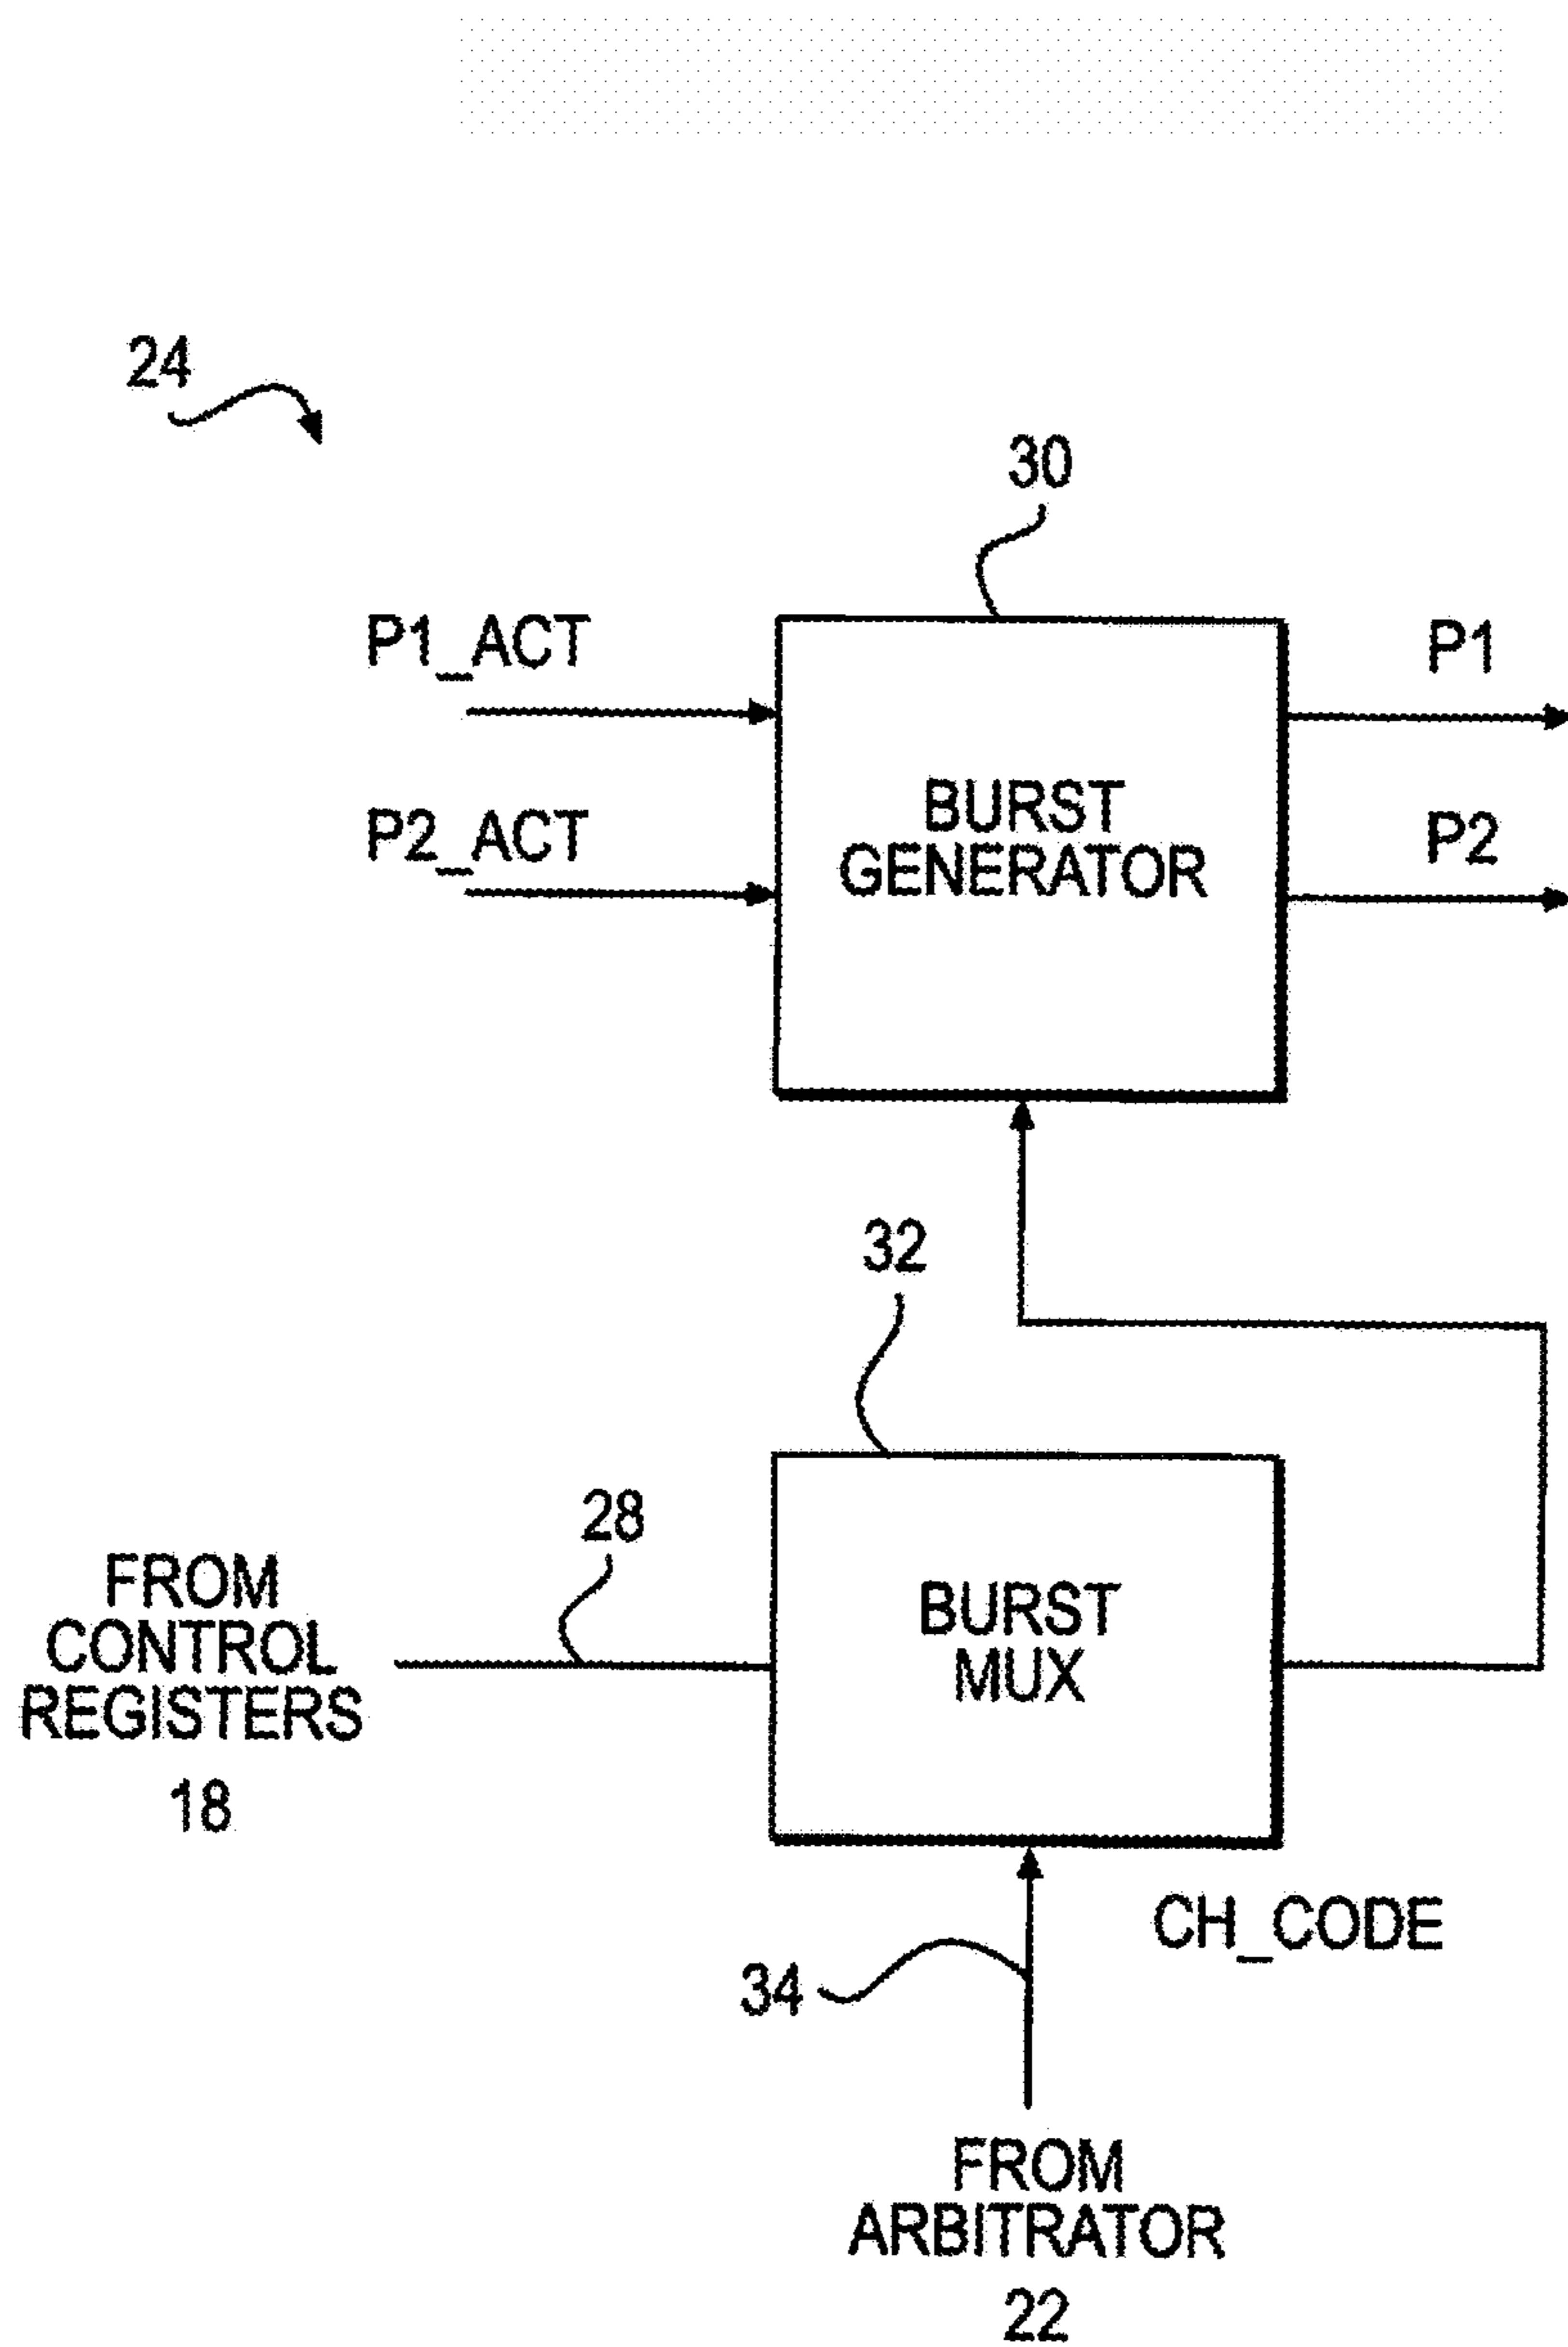 24
30
P1_ACT
P1
P2_ACT
P2
BURST
GENERATOR
32
28
FROM
CONTROL
REGISTERS
18
BURST
MUX
CH_CODE
34
FROM
ARBITRATOR
22